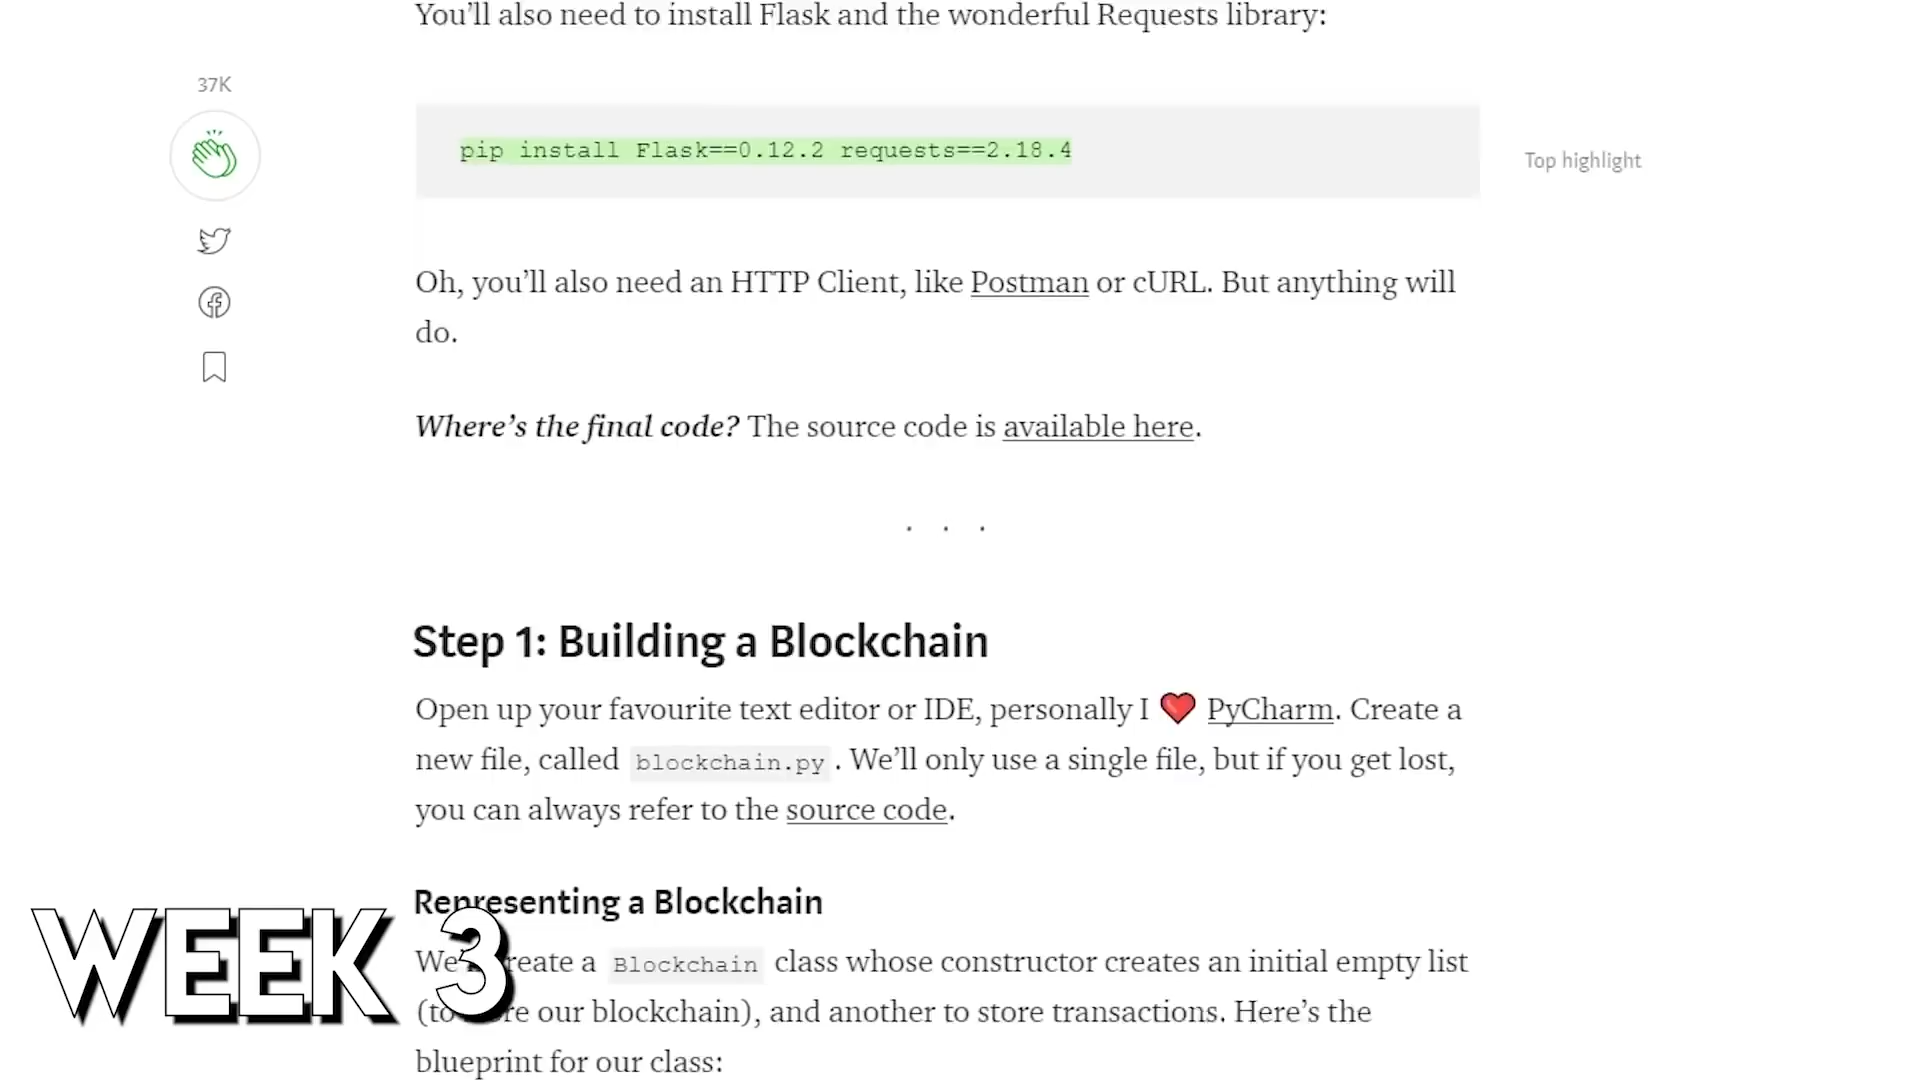 You’ll also need to install Flask and the wonderful Requests library:
37K
pip install Flask==0.12.2 requests==2.18.4
Top highlight
Oh, you’ll also need an HTTP Client, like Postman or cURL. But anything will
do.
Where’s the final code? The source code is available here.
. . .
Step 1: Building a Blockchain
Open up your favourite text editor or IDE, personally I ❤️ PyCharm. Create a
new file, called blockchain.py . We’ll only use a single file, but if you get lost,
you can always refer to the source code.
Representing a Blockchain
WEEK 3
create a Blockchain class whose constructor creates an initial empty list
our blockchain), and another to store transactions. Here’s the
blueprint for our class: